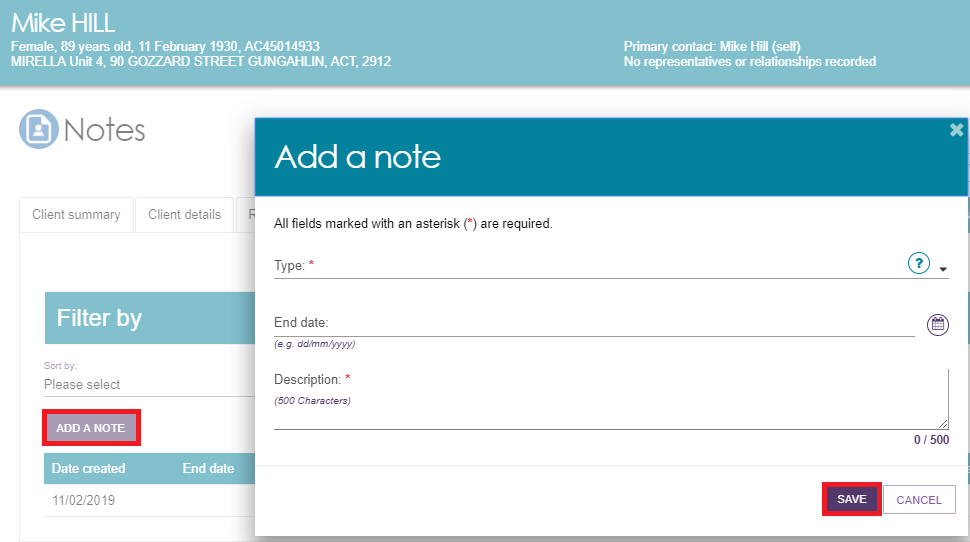 Mike HILL
Female, 89 years old, 11 February 1930, AC45014933
MIRELLA Unit 4, 90 GOZZARD STREET GUNGAHLIN, ACT, 2912
Primary contact: Mike Hill (self)
No representatives or relationships recorded
Notes
Client summary
Client details
R
Filter by
Sort by:
Please select
ADD A NOTE
Date created
End date
11/02/2019
Add a note
All fields marked with an asterisk (*) are required.
Type: *
?
End date:
(e.g. dd/mm/yyyy)
Description: *
(500 Characters)
0 / 500
SAVE
CANCEL